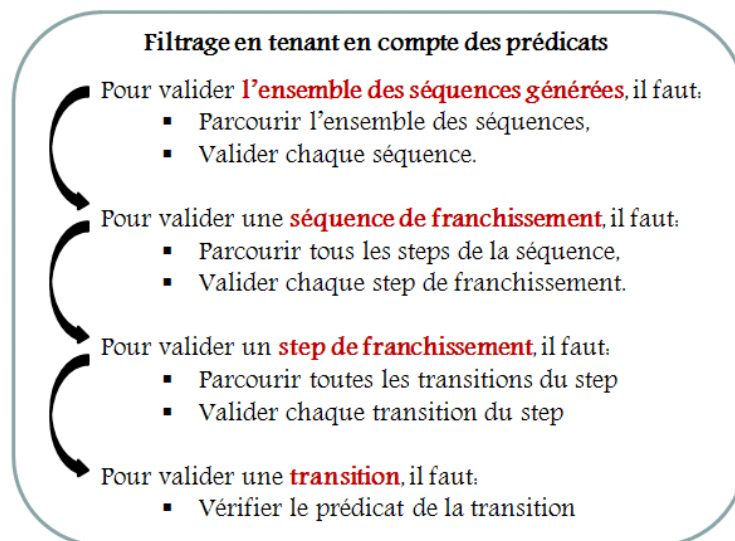 Filtrage en tenant en compte des prédicats
Pour valider l'ensemble des séquences générées, il faut:
▪ Parcourir l'ensemble des séquences,
▪ Valider chaque séquence.
Pour valider une séquence de franchissement, il faut:
▪ Parcourir tous les steps de la séquence,
▪ Valider chaque step de franchissement.
Pour valider un step de franchissement, il faut:
▪ Parcourir toutes les transitions du step
▪ Valider chaque transition du step
Pour valider une transition, il faut:
▪ Vérifier le prédicat de la transition